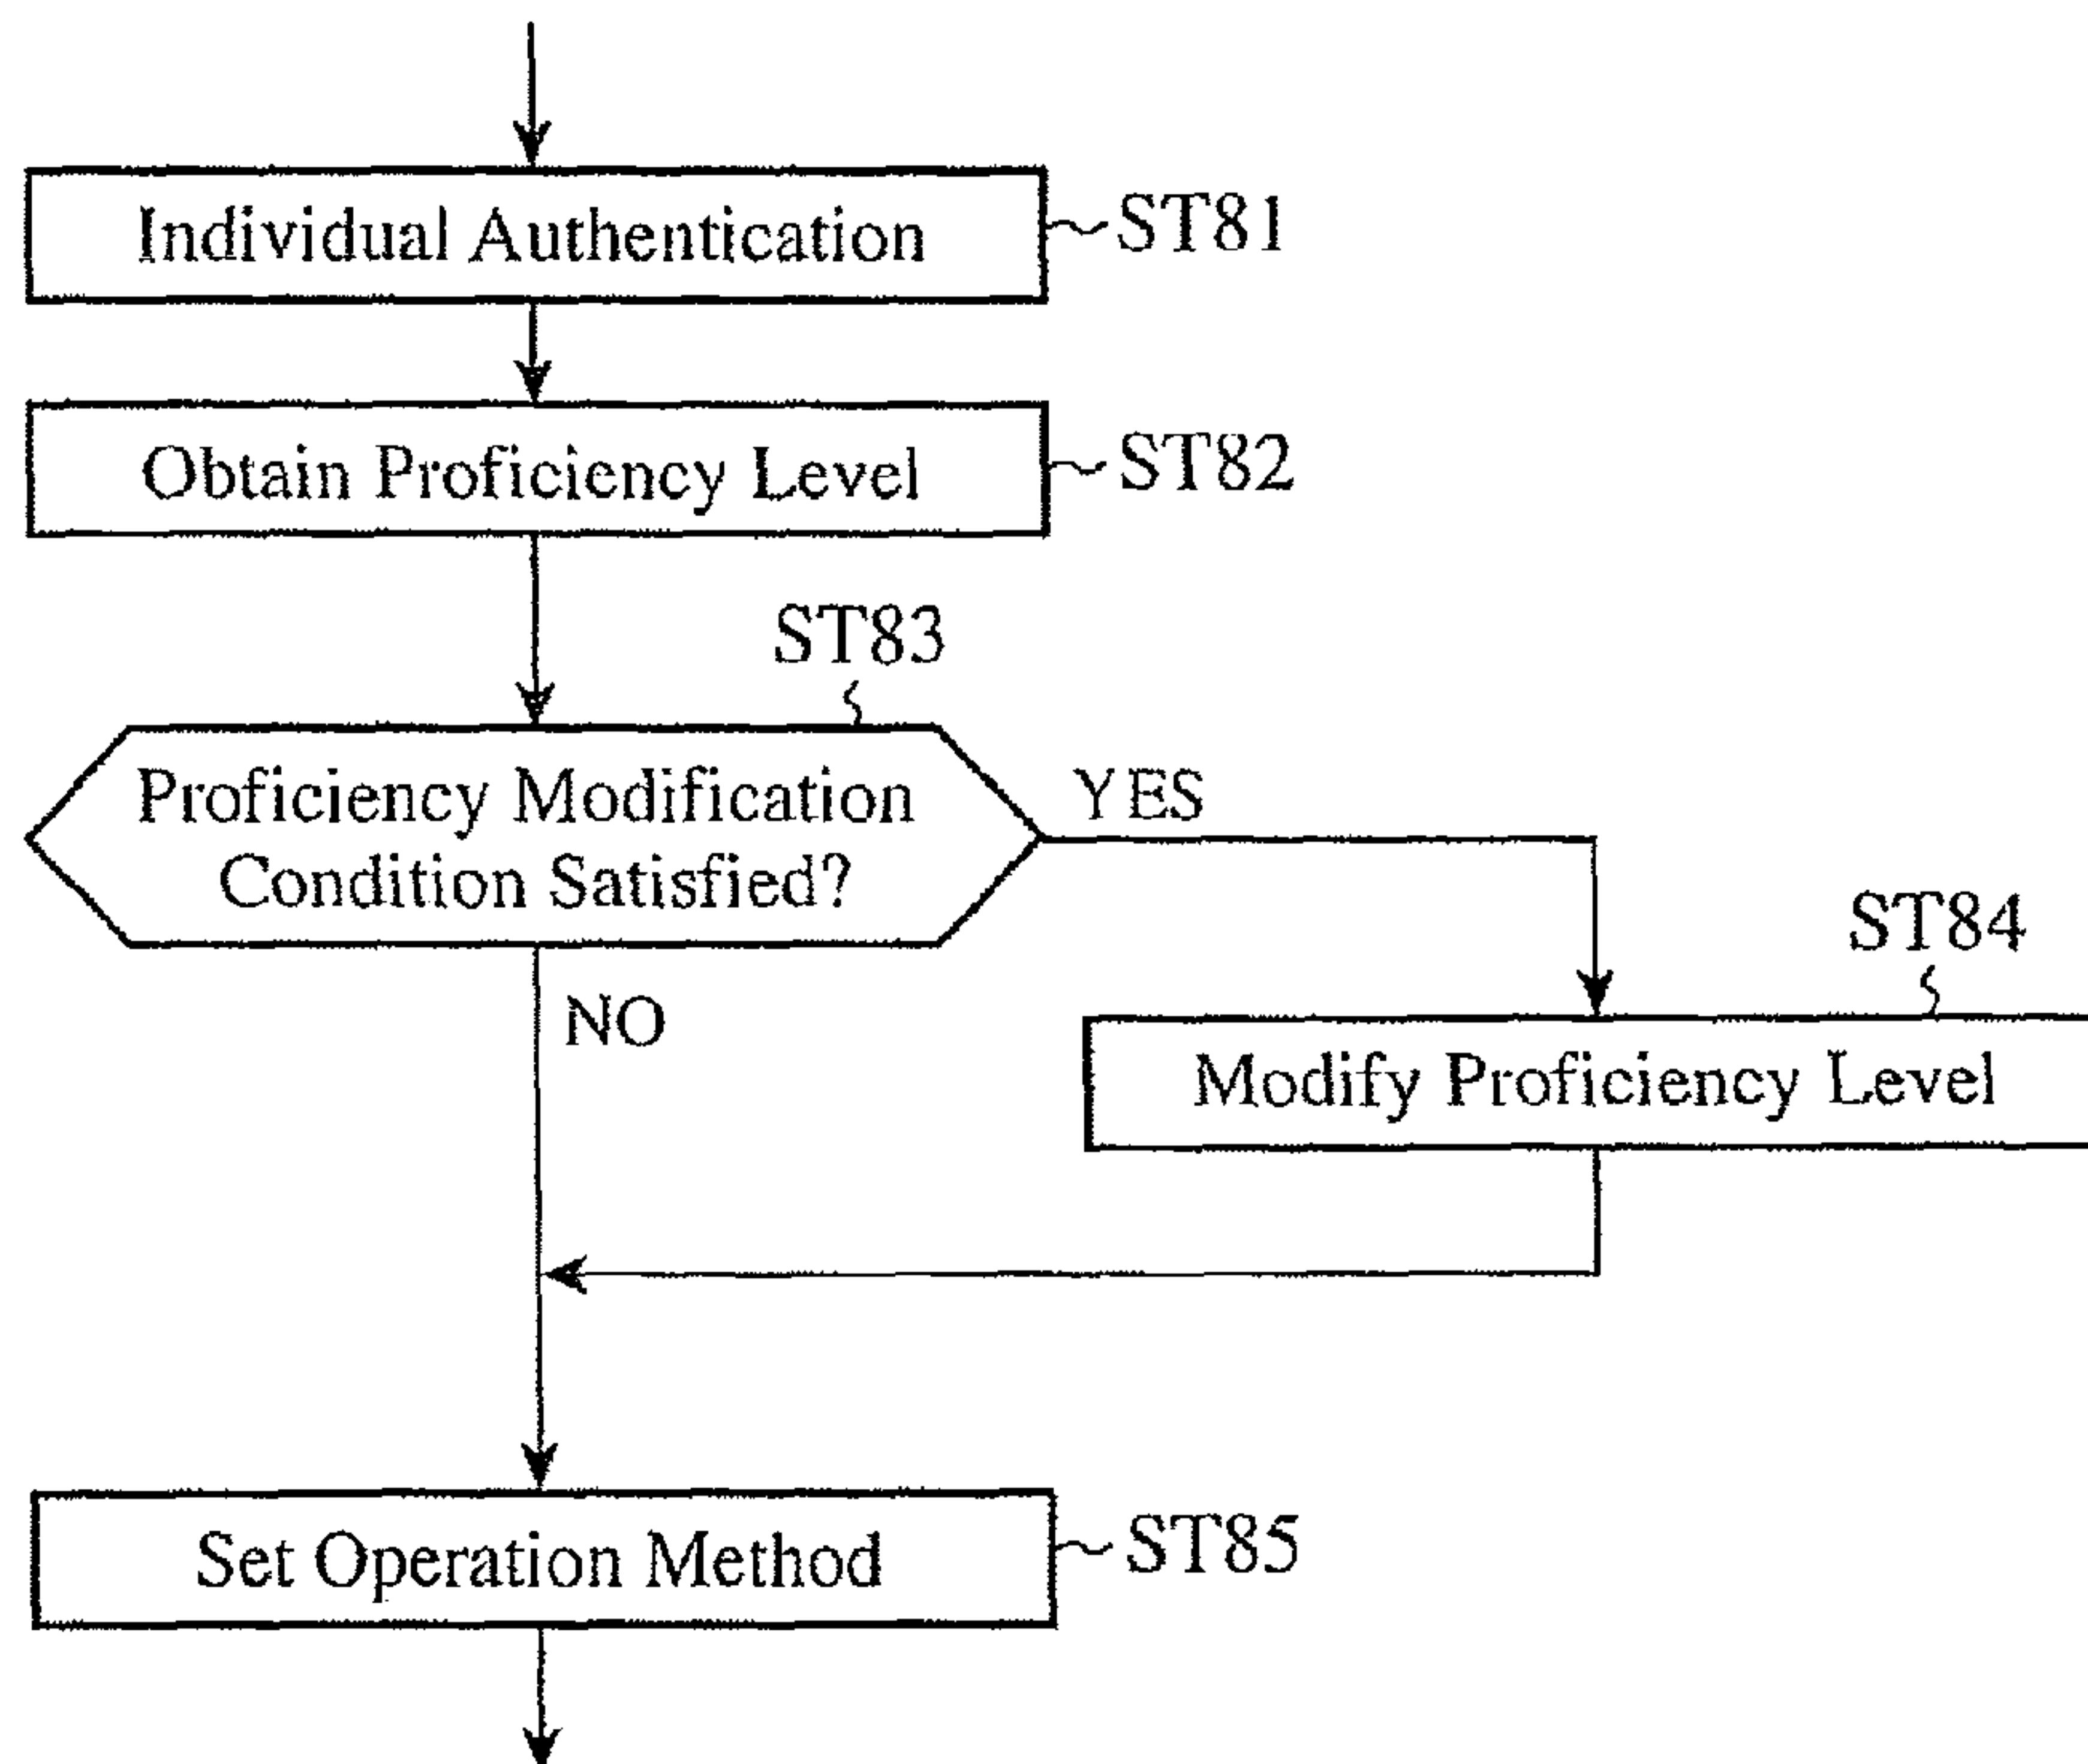 Individual Authentication
ST81
Obtain Proficiency Level
ST82
ST83
Proficiency Modification
Condition Satisfied?
YES
NO
ST84
Modify Proficiency Level
Set Operation Method
ST85